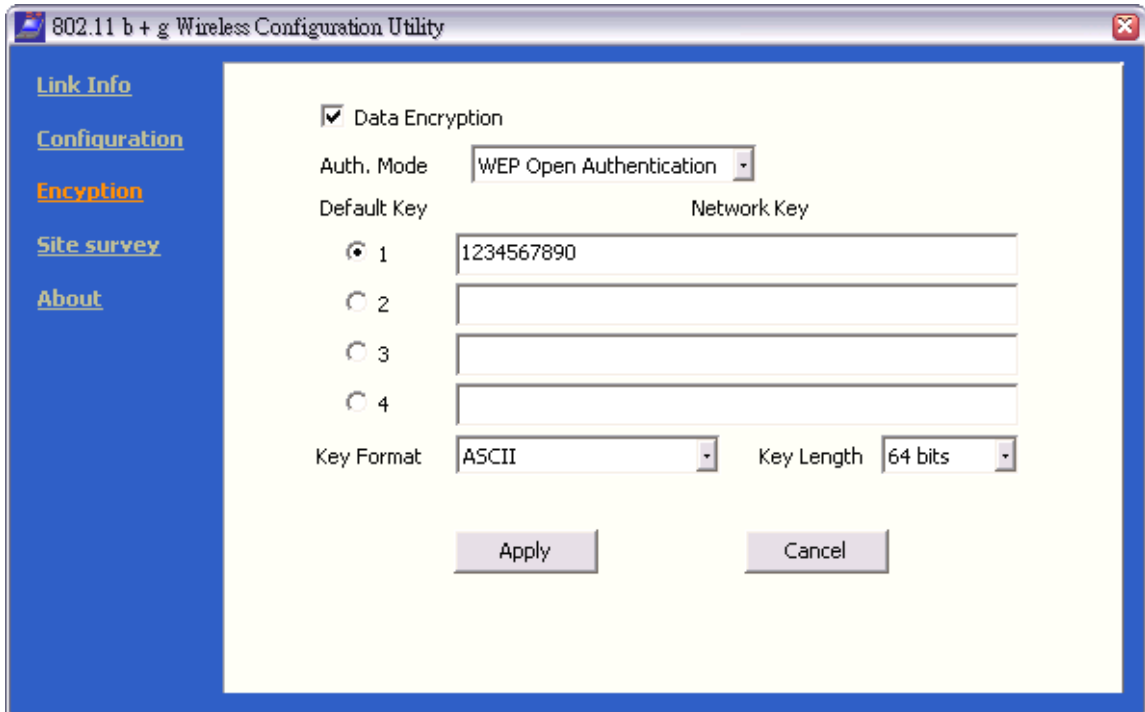 802.11 b + g Wireless Configuration Utility
Link Info
Configuration
Encyption
Site survey
About
Data Encryption
Auth. Mode WEP Open Authentication
Default Key Network Key
1 1234567890
2
3
4
Key Format ASCII Key Length 64 bits
Apply Cancel